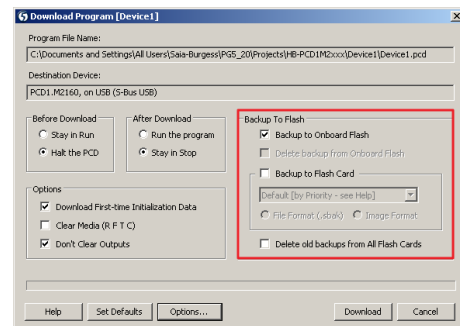 Download Program [Device1]
Program File Name:
C:\Documents and Settings\All Users\Saia-Burgess\PG5_20\Projects\HB-PCD1M2xxx\Device1\Device1.pcd
Destination Device:
PCD1.M2160, on USB (S-Bus USB)
Before Download
Stay in Run
Halt the PCD
After Download
Run the program
Stay in Stop
Options
Download First-time Initialization Data
Clear Media (R F T C)
Don't Clear Outputs
Backup To Flash
Backup to Onboard Flash
Delete backup from Onboard Flash
Backup to Flash Card
Default [by Priority - see Help]
File Format (.sbak) Image Format
Delete old backups from All Flash Cards
Help Set Defaults Options... Download Cancel